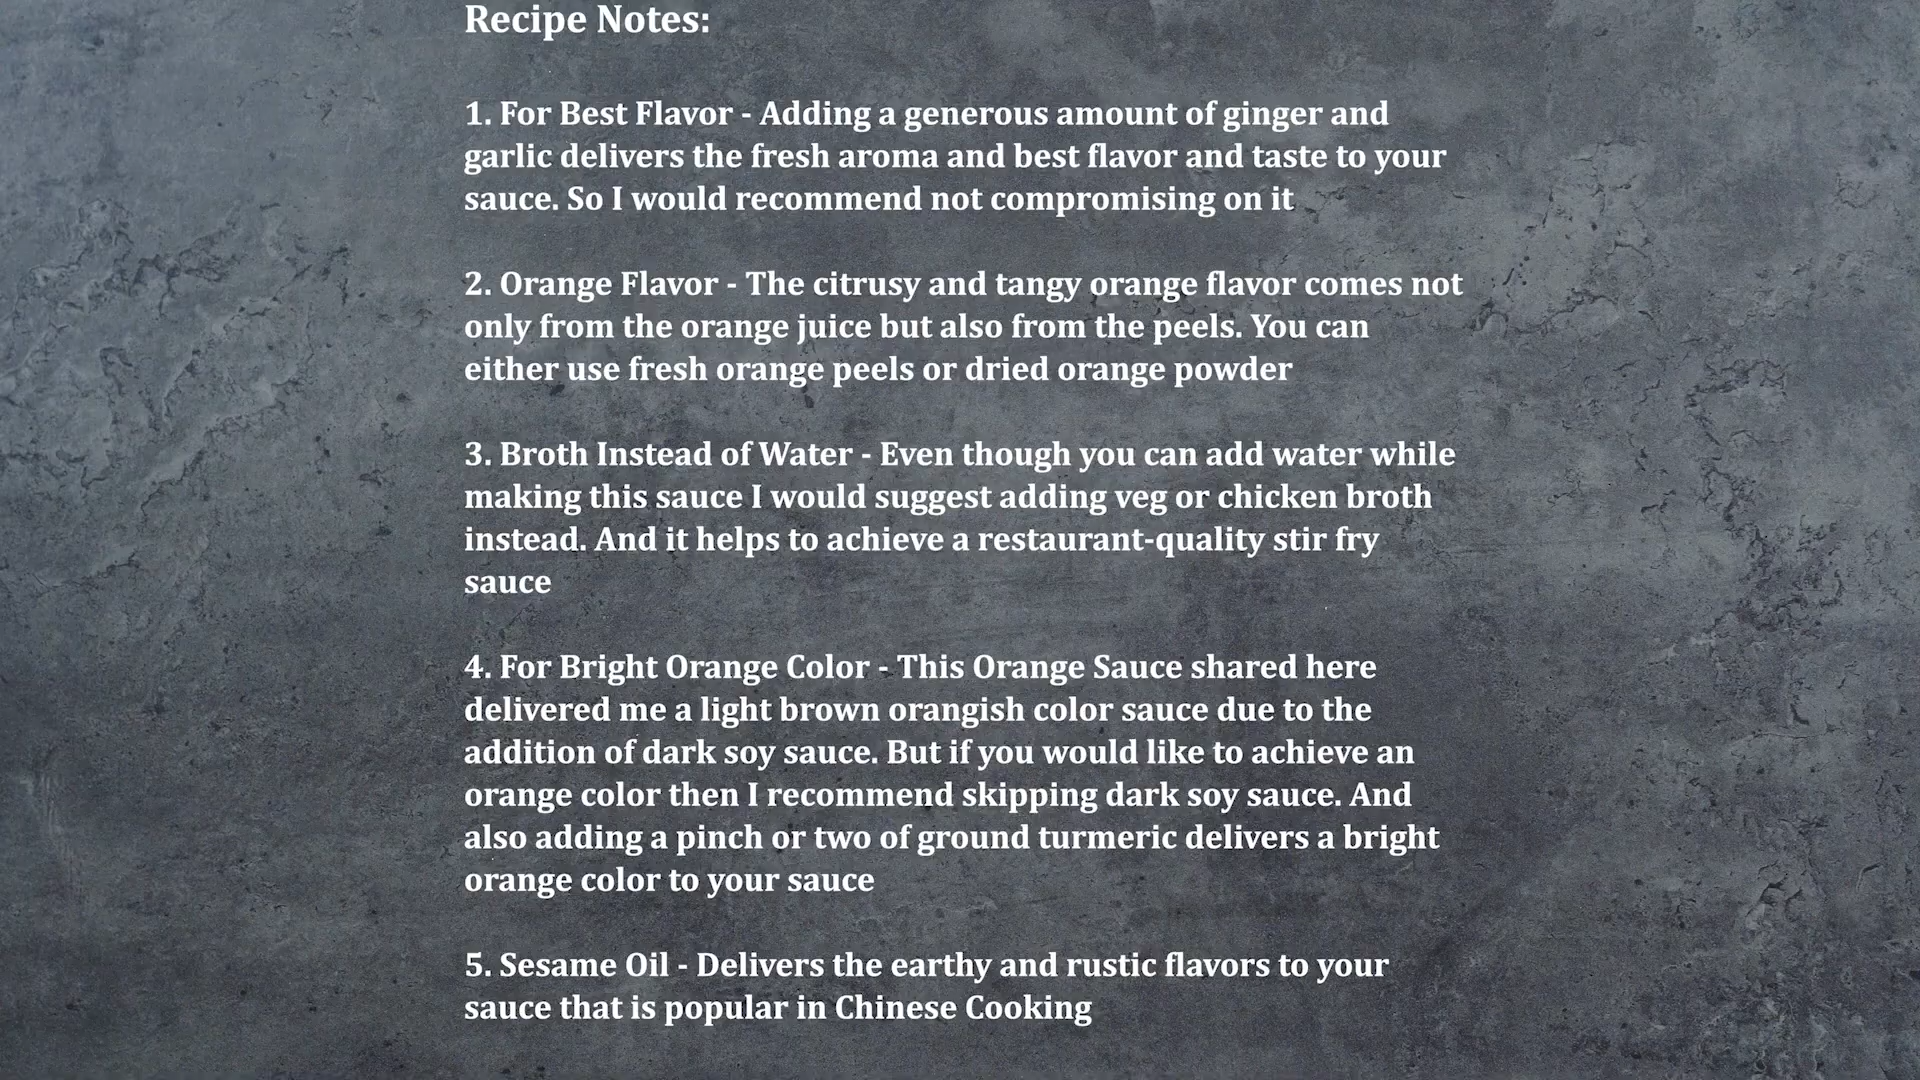 Recipe Notes:
1. For Best Flavor - Adding a generous amount of ginger and
garlic delivers the fresh aroma and best flavor and taste to your
sauce. So I would recommend not compromising on it
2. Orange Flavor - The citrusy and tangy orange flavor comes not
only from the orange juice but also from the peels. You can
either use fresh orange peels or dried orange powder
3. Broth Instead of Water - Even though you can add water while
making this sauce I would suggest adding veg or chicken broth
instead. And it helps to achieve a restaurant-quality stir fry
sauce
4. For Bright Orange Color - This Orange Sauce shared here
delivered me a light brown orangish color sauce due to the
addition of dark soy sauce. But if you would like to achieve an
orange color then I recommend skipping dark soy sauce. And
also adding a pinch or two of ground turmeric delivers a bright
orange color to your sauce
5. Sesame Oil - Delivers the earthy and rustic flavors to your
sauce that is popular in Chinese Cooking